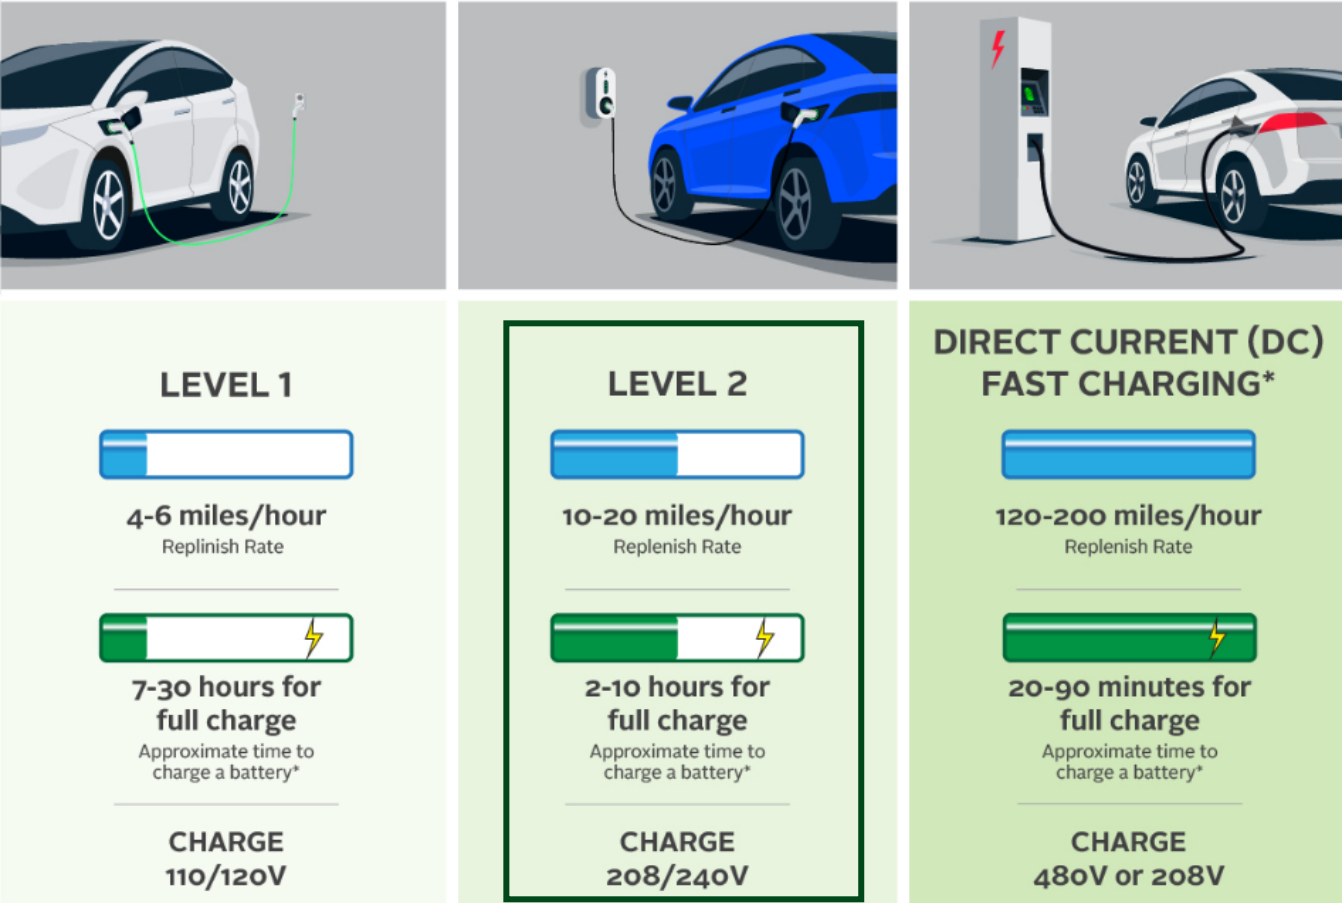 LEVEL 1
4-6 miles/hour
Replinish Rate
7-30 hours for
full charge
Approximate time to
charge a battery*
CHARGE
110/120V
LEVEL 2
10-20 miles/hour
Replenish Rate
2-10 hours for
full charge
Approximate time to
charge a battery*
CHARGE
208/240V
DIRECT CURRENT (DC)
FAST CHARGING*
120-200 miles/hour
Replenish Rate
20-90 minutes for
full charge
Approximate time to
charge a battery*
CHARGE
480V or 208V